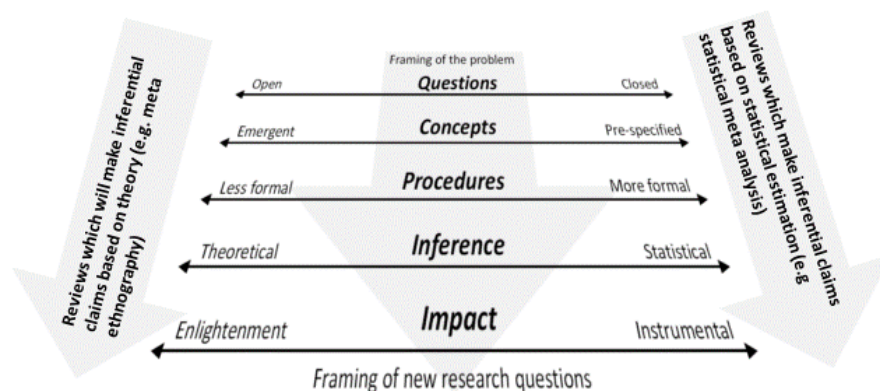 Framing of the problem
Open Questions Closed
Emergent Concepts Pre-specified
Less formal Procedures More formal
Theoretical Inference Statistical
Enlightenment Impact Instrumental
Framing of new research questions
Reviews which will make inferential
claims based on theory (e.g. meta
ethnography)
Reviews which make inferential claims
based on statistical estimation (e.g
statistical meta analysis)